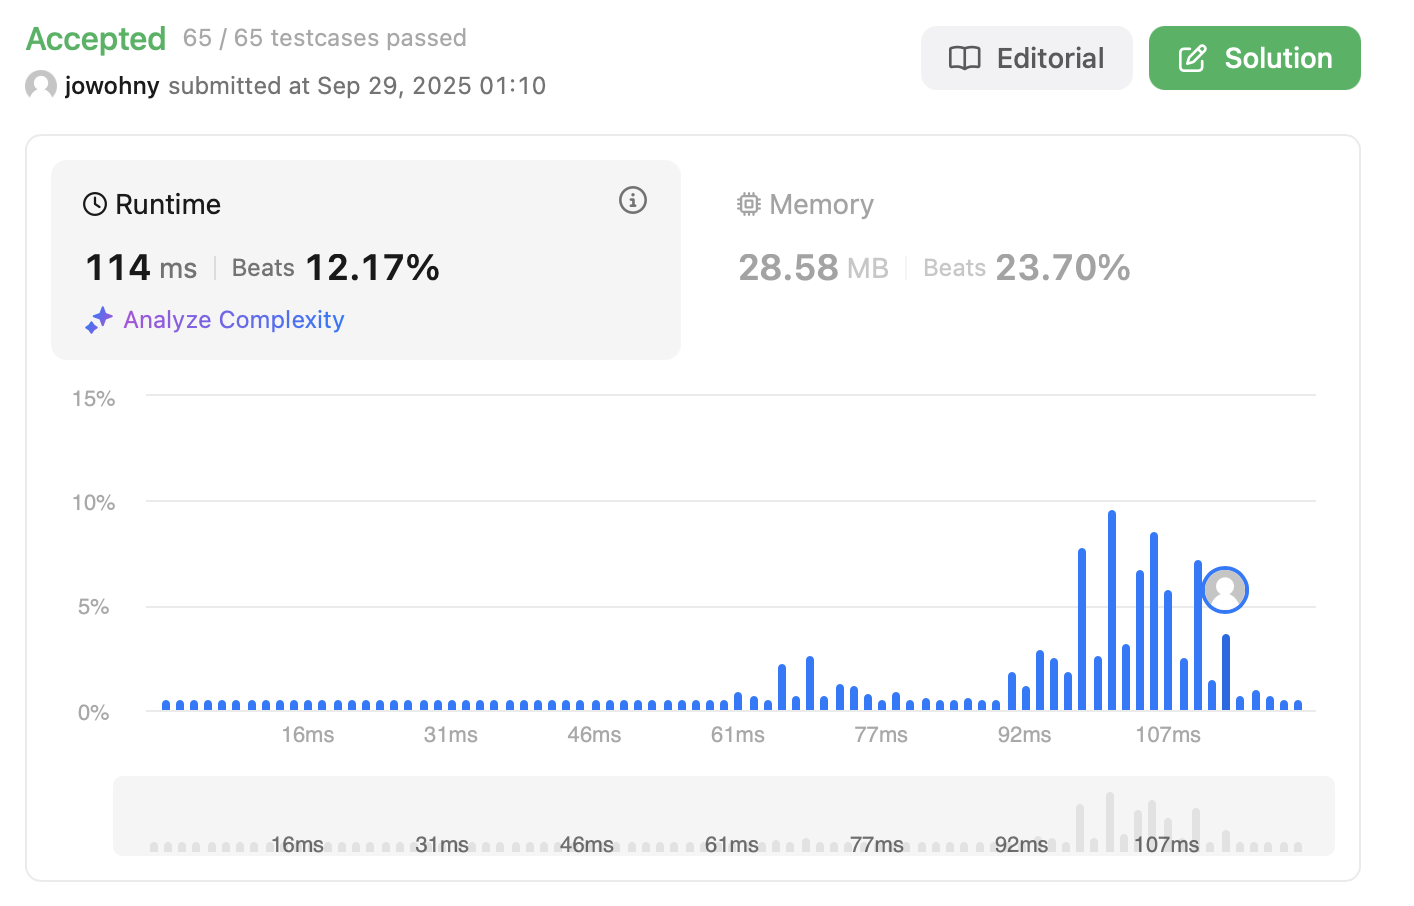 Accepted 65 / 65 testcases passed
jowohny submitted at Sep 29, 2025 01:10
Editorial
Solution
Runtime
114 ms Beats 12.17%
Analyze Complexity
Memory
28.58 MB Beats 23.70%
15%
10%
5%
0%
16ms 31ms 46ms 61ms 77ms 92ms 107ms
16ms 31ms 46ms 61ms 77ms 92ms 107ms